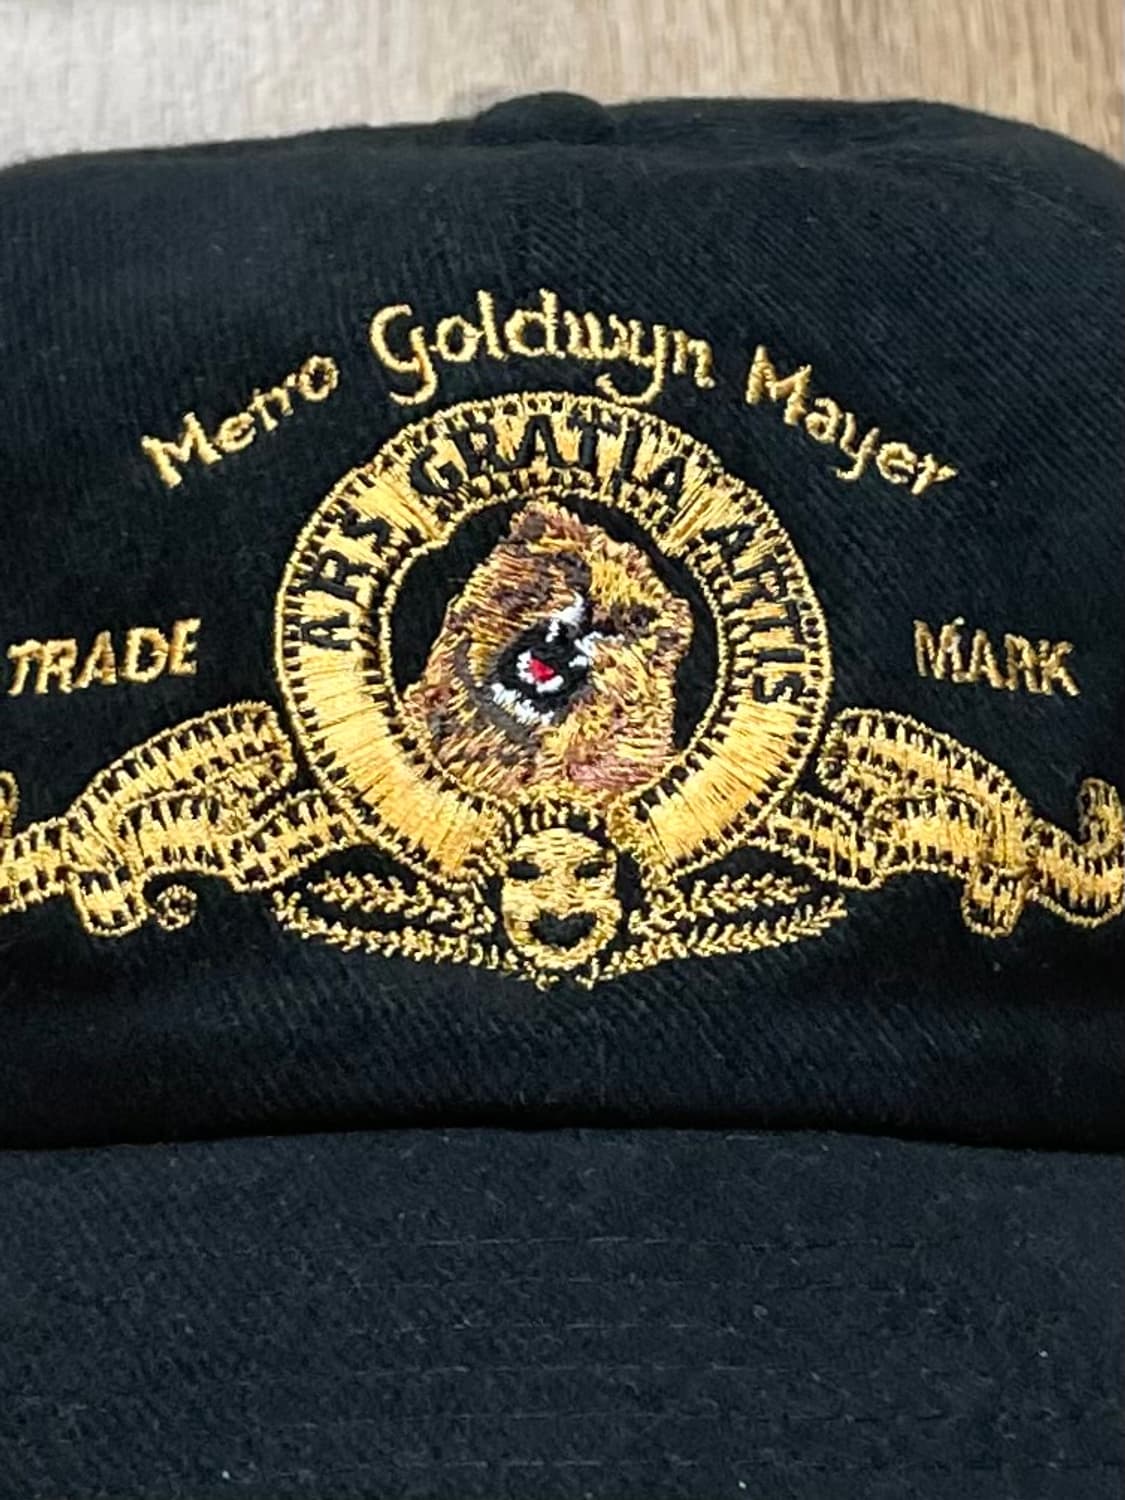 Metro Goldwyn Mayer
ARS GRATIA ARTIS
TRADE MARK